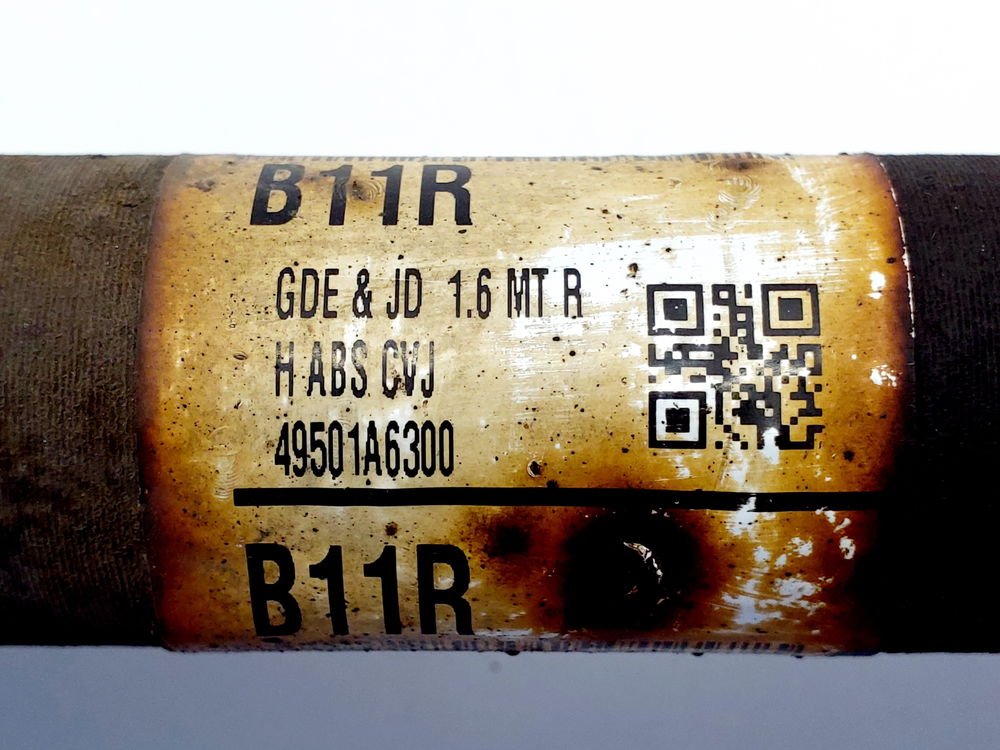 B11R
GDE & JD 1.6 MT R
H ABS CVJ
49501A6300
B11R